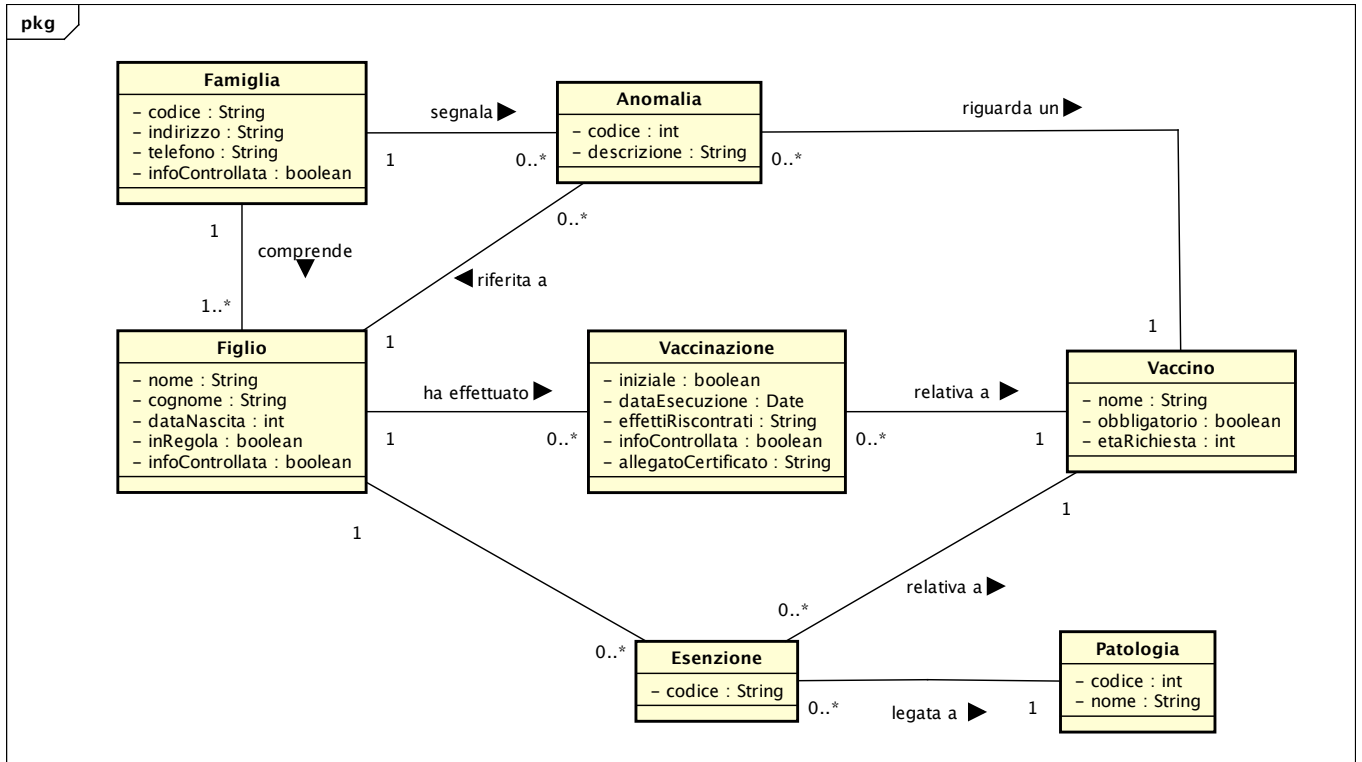 pkg
Famiglia
– codice : String
– indirizzo : String
– telefono : String
– infoControllata : boolean
segnala
1
0..*
Anomalia
– codice : int
– descrizione : String
riguarda un
0..*
1
1
comprende
1..*
0..*
riferita a
1
Figlio
– nome : String
– cognome : String
– dataNascita : int
– inRegola : boolean
– infoControllata : boolean
ha effettuato
1
0..*
Vaccinazione
– iniziale : boolean
– dataEsecuzione : Date
– effettiRiscontrati : String
– infoControllata : boolean
– allegatoCertificato : String
relativa a
0..*
1
Vaccino
– nome : String
– obbligatorio : boolean
– etaRichiesta : int
1
0..*
1
relativa a
0..*
Esenzione
– codice : String
0..*
legata a
1
Patologia
– codice : int
– nome : String